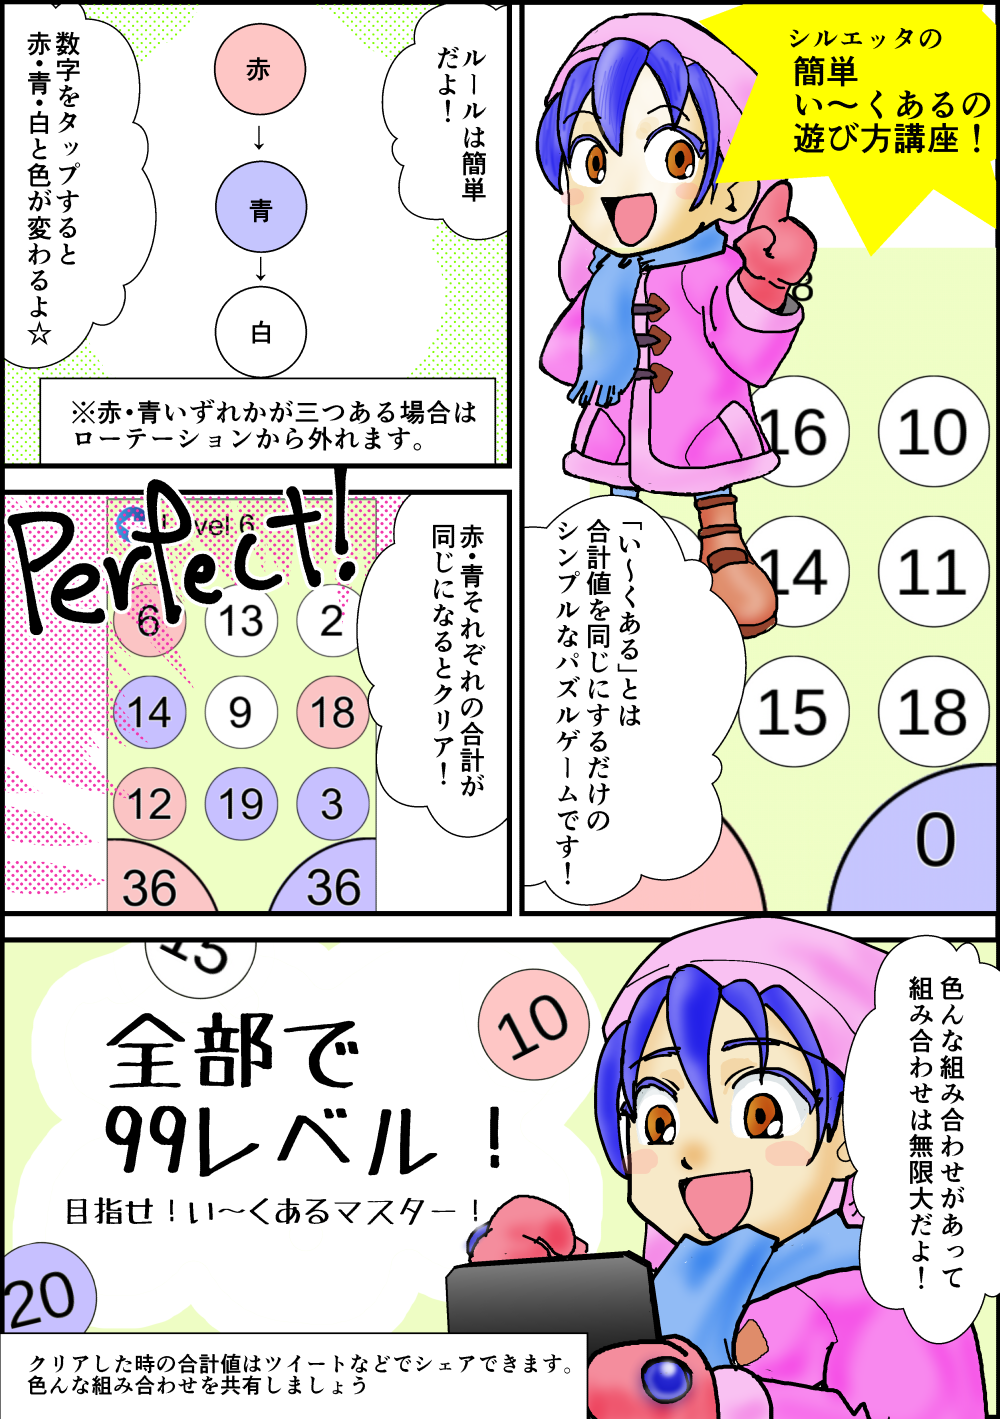 シルエッタの
簡単
い～くあるの
遊び方講座！
8
16
10
14
11
15
18
0
「い～くある」とは
合計値を同じにするだけの
シンプルなパズルゲームです！
ルールは簡単
だよ！
赤
↓
青
↓
白
数字をタップすると
赤・青・白と色が変わるよ☆
※赤・青いずれかが三つある場合は
ローテーションから外れます。
赤・青それぞれの合計が
同じになるとクリア！
Level 6
Perfect!
6
13
2
14
9
18
12
19
3
36
36
色んな組み合わせがあって
組み合わせは無限大だよ！
15
10
全部で
99レベル！
目指せ！い～くあるマスター！
20
クリアした時の合計値はツイートなどでシェアできます。
色んな組み合わせを共有しましょう